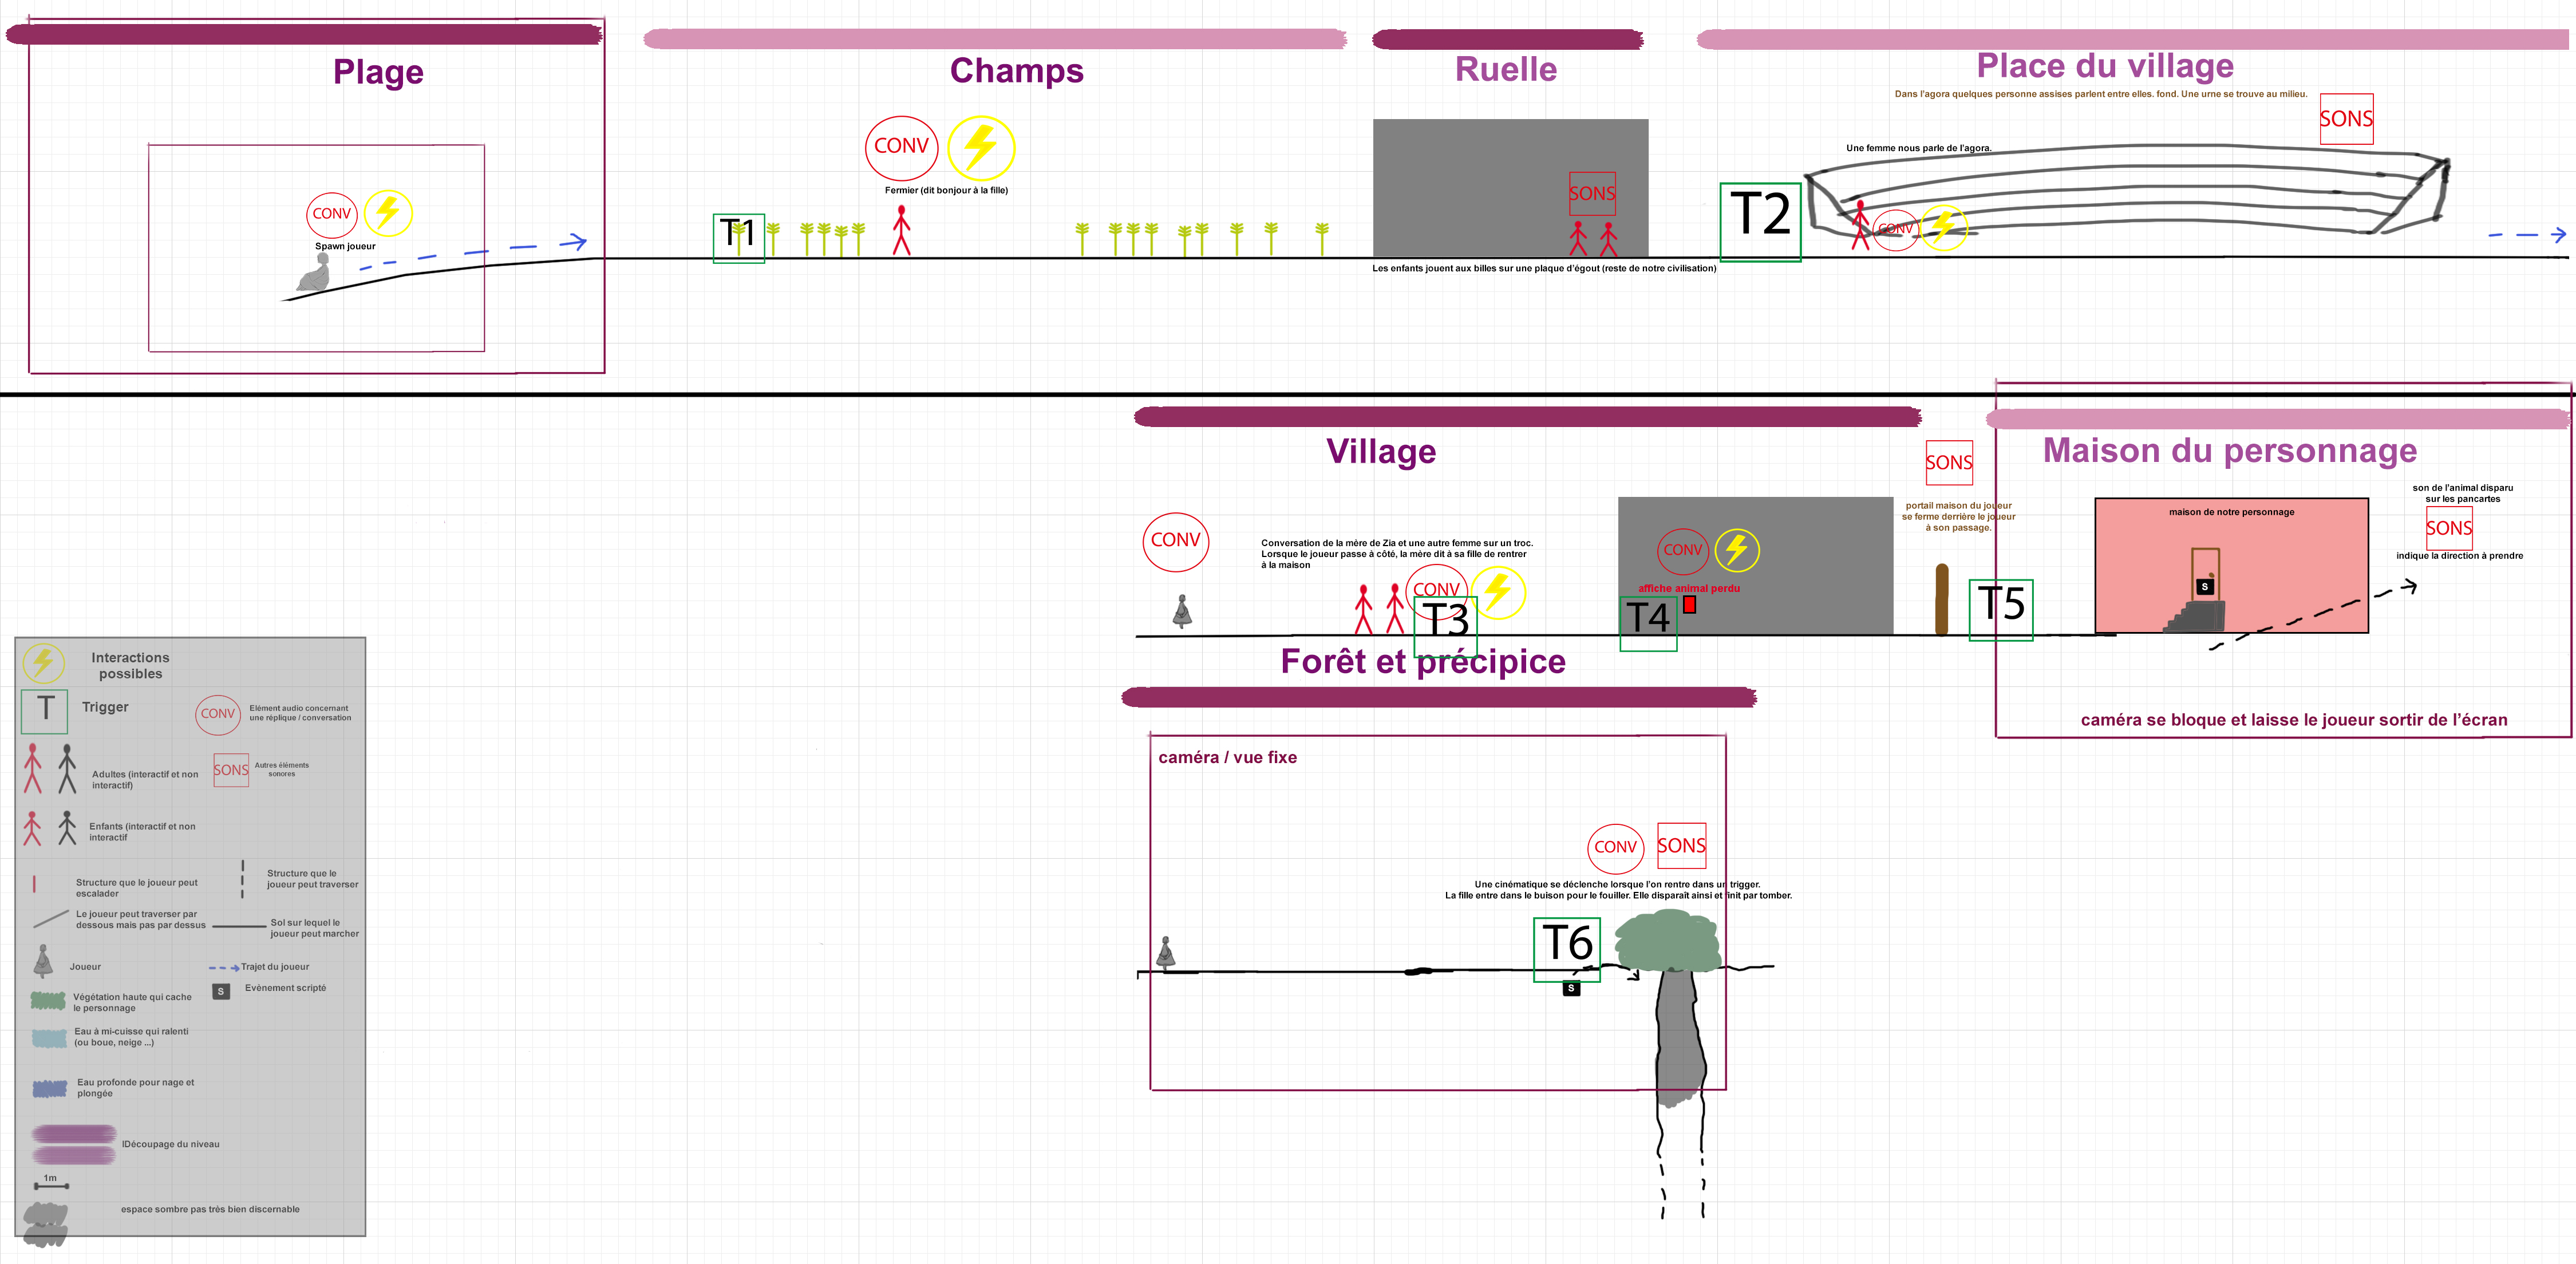 Plage
Champs
Ruelle
Place du village
Dans l'agora quelques personne assises parlent entre elles. fond. Une urne se trouve au milieu.
SONS
CONV
Une femme nous parle de l'agora.
CONV
Fermier (dit bonjour à la fille)
SONS
T2
CONV
Spawn joueur
T1
Les enfants jouent aux billes sur une plaque d'égout (reste de notre civilisation)
Village
Maison du personnage
SONS
son de l'animal disparu
sur les pancartes
portail maison du joueur
se ferme derrière le joueur
à son passage.
maison de notre personnage
SONS
indique la direction à prendre
CONV
Conversation de la mère de Zia et une autre femme sur un troc.
Lorsque le joueur passe à côté, la mère dit à sa fille de rentrer
à la maison
CONV
CONV
affiche animal perdu
S
T3
T4
T5
caméra se bloque et laisse le joueur sortir de l'écran
Forêt et précipice
caméra / vue fixe
CONV
SONS
Une cinématique se déclenche lorsque l'on rentre dans un trigger.
La fille entre dans le buison pour le fouiller. Elle disparaît ainsi et finit par tomber.
T6
S
Interactions
possibles
T
Trigger
CONV
Elément audio concernant
une réplique / conversation
Adultes (interactif et non
interactif)
SONS
Autres éléments
sonores
Enfants (interactif et non
interactif
Structure que le joueur peut
escalader
Structure que le
joueur peut traverser
Le joueur peut traverser par
dessous mais pas par dessus
Sol sur lequel le
joueur peut marcher
Joueur
Trajet du joueur
Végétation haute qui cache
le personnage
S
Evènement scripté
Eau à mi-cuisse qui ralenti
(ou boue, neige ...)
Eau profonde pour nage et
plongée
IDécoupage du niveau
1m
espace sombre pas très bien discernable